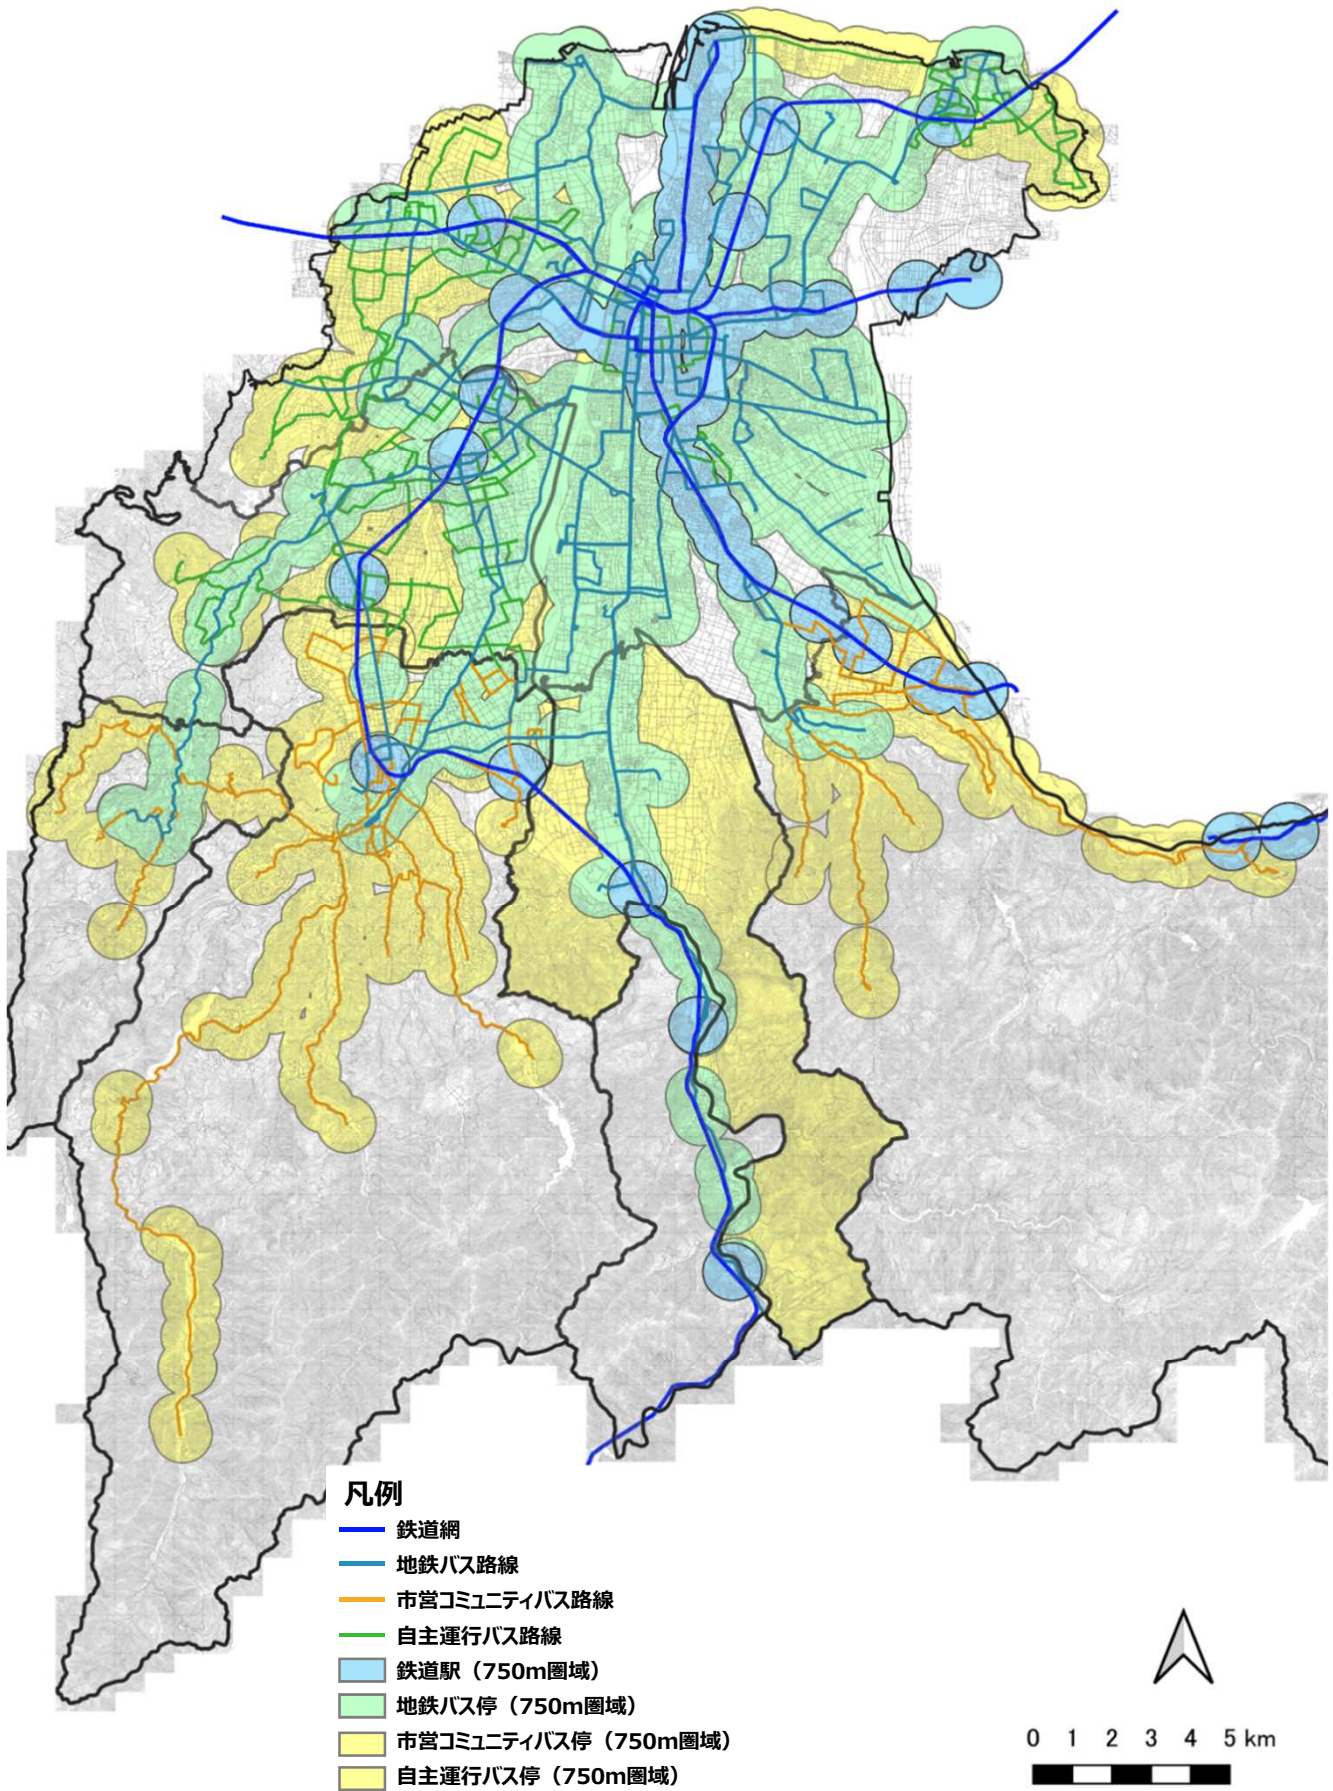 凡例
鉄道網
地鉄バス路線
市営コミュニティバス路線
自主運行バス路線
鉄道駅（750m圏域）
地鉄バス停（750m圏域）
市営コミュニティバス停（750m圏域）
自主運行バス停（750m圏域）
0 1 2 3 4 5 km